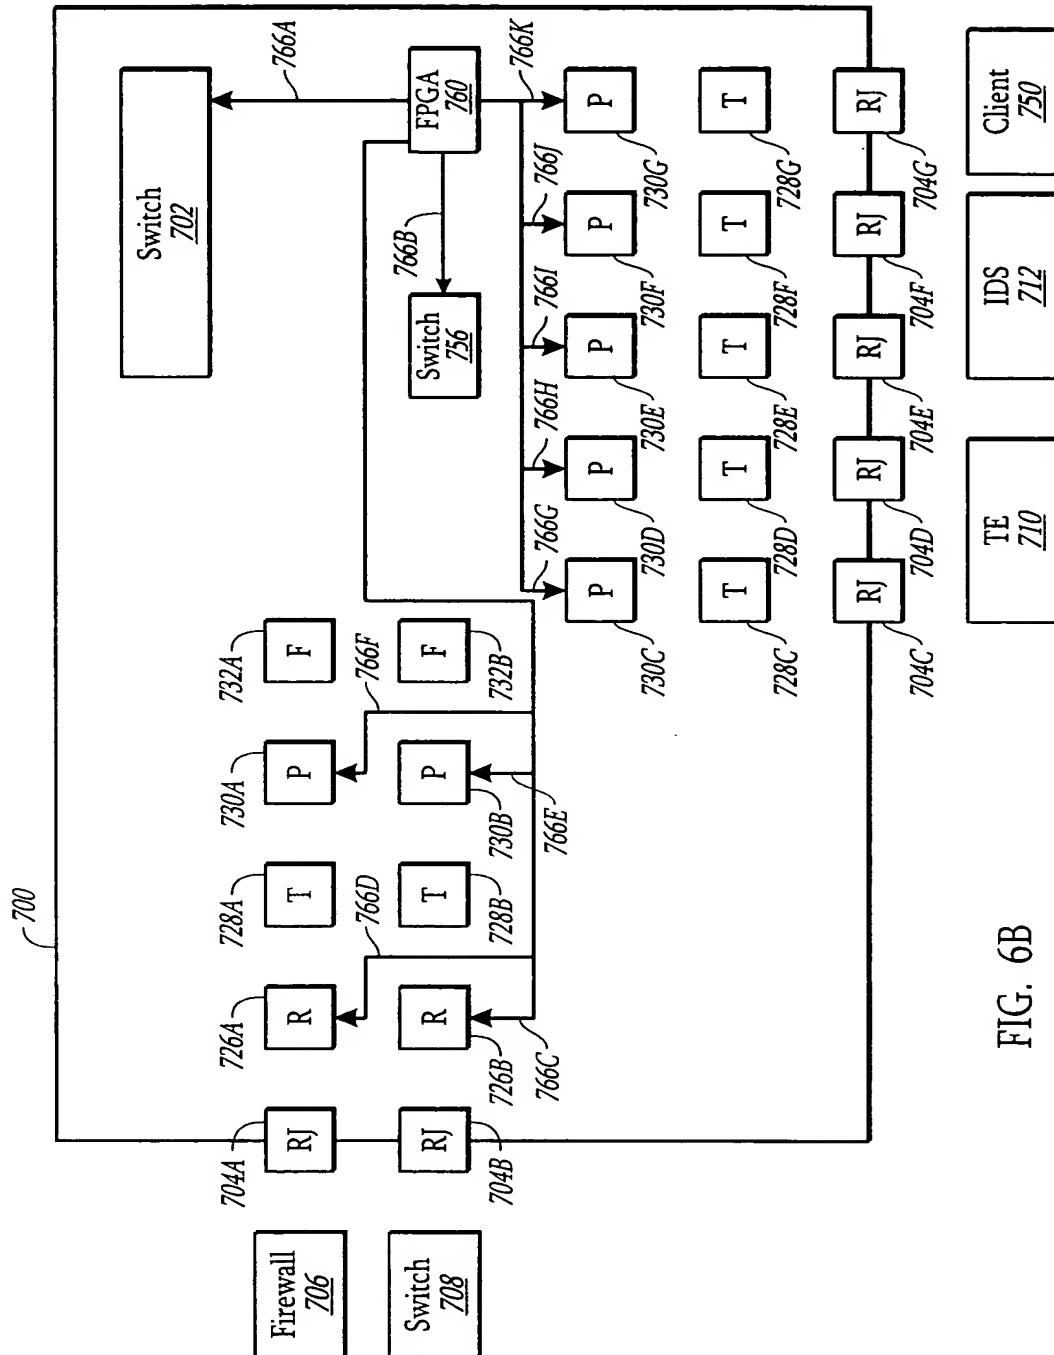 700
704A
RJ
726A
R
728A
T
730A
P
732A
F
766D
766F
Firewall
706
Switch
708
704B
RJ
726B
R
728B
T
730B
P
732B
F
766C
766E
Switch
702
766A
FPGA
760
766B
Switch
756
766G
766H
766I
766J
766K
P
730C
P
730D
P
730E
P
730F
P
730G
T
728C
T
728D
T
728E
T
728F
T
728G
RJ
704C
RJ
704D
RJ
704E
RJ
704F
RJ
704G
TE
710
IDS
712
Client
750
FIG. 6B